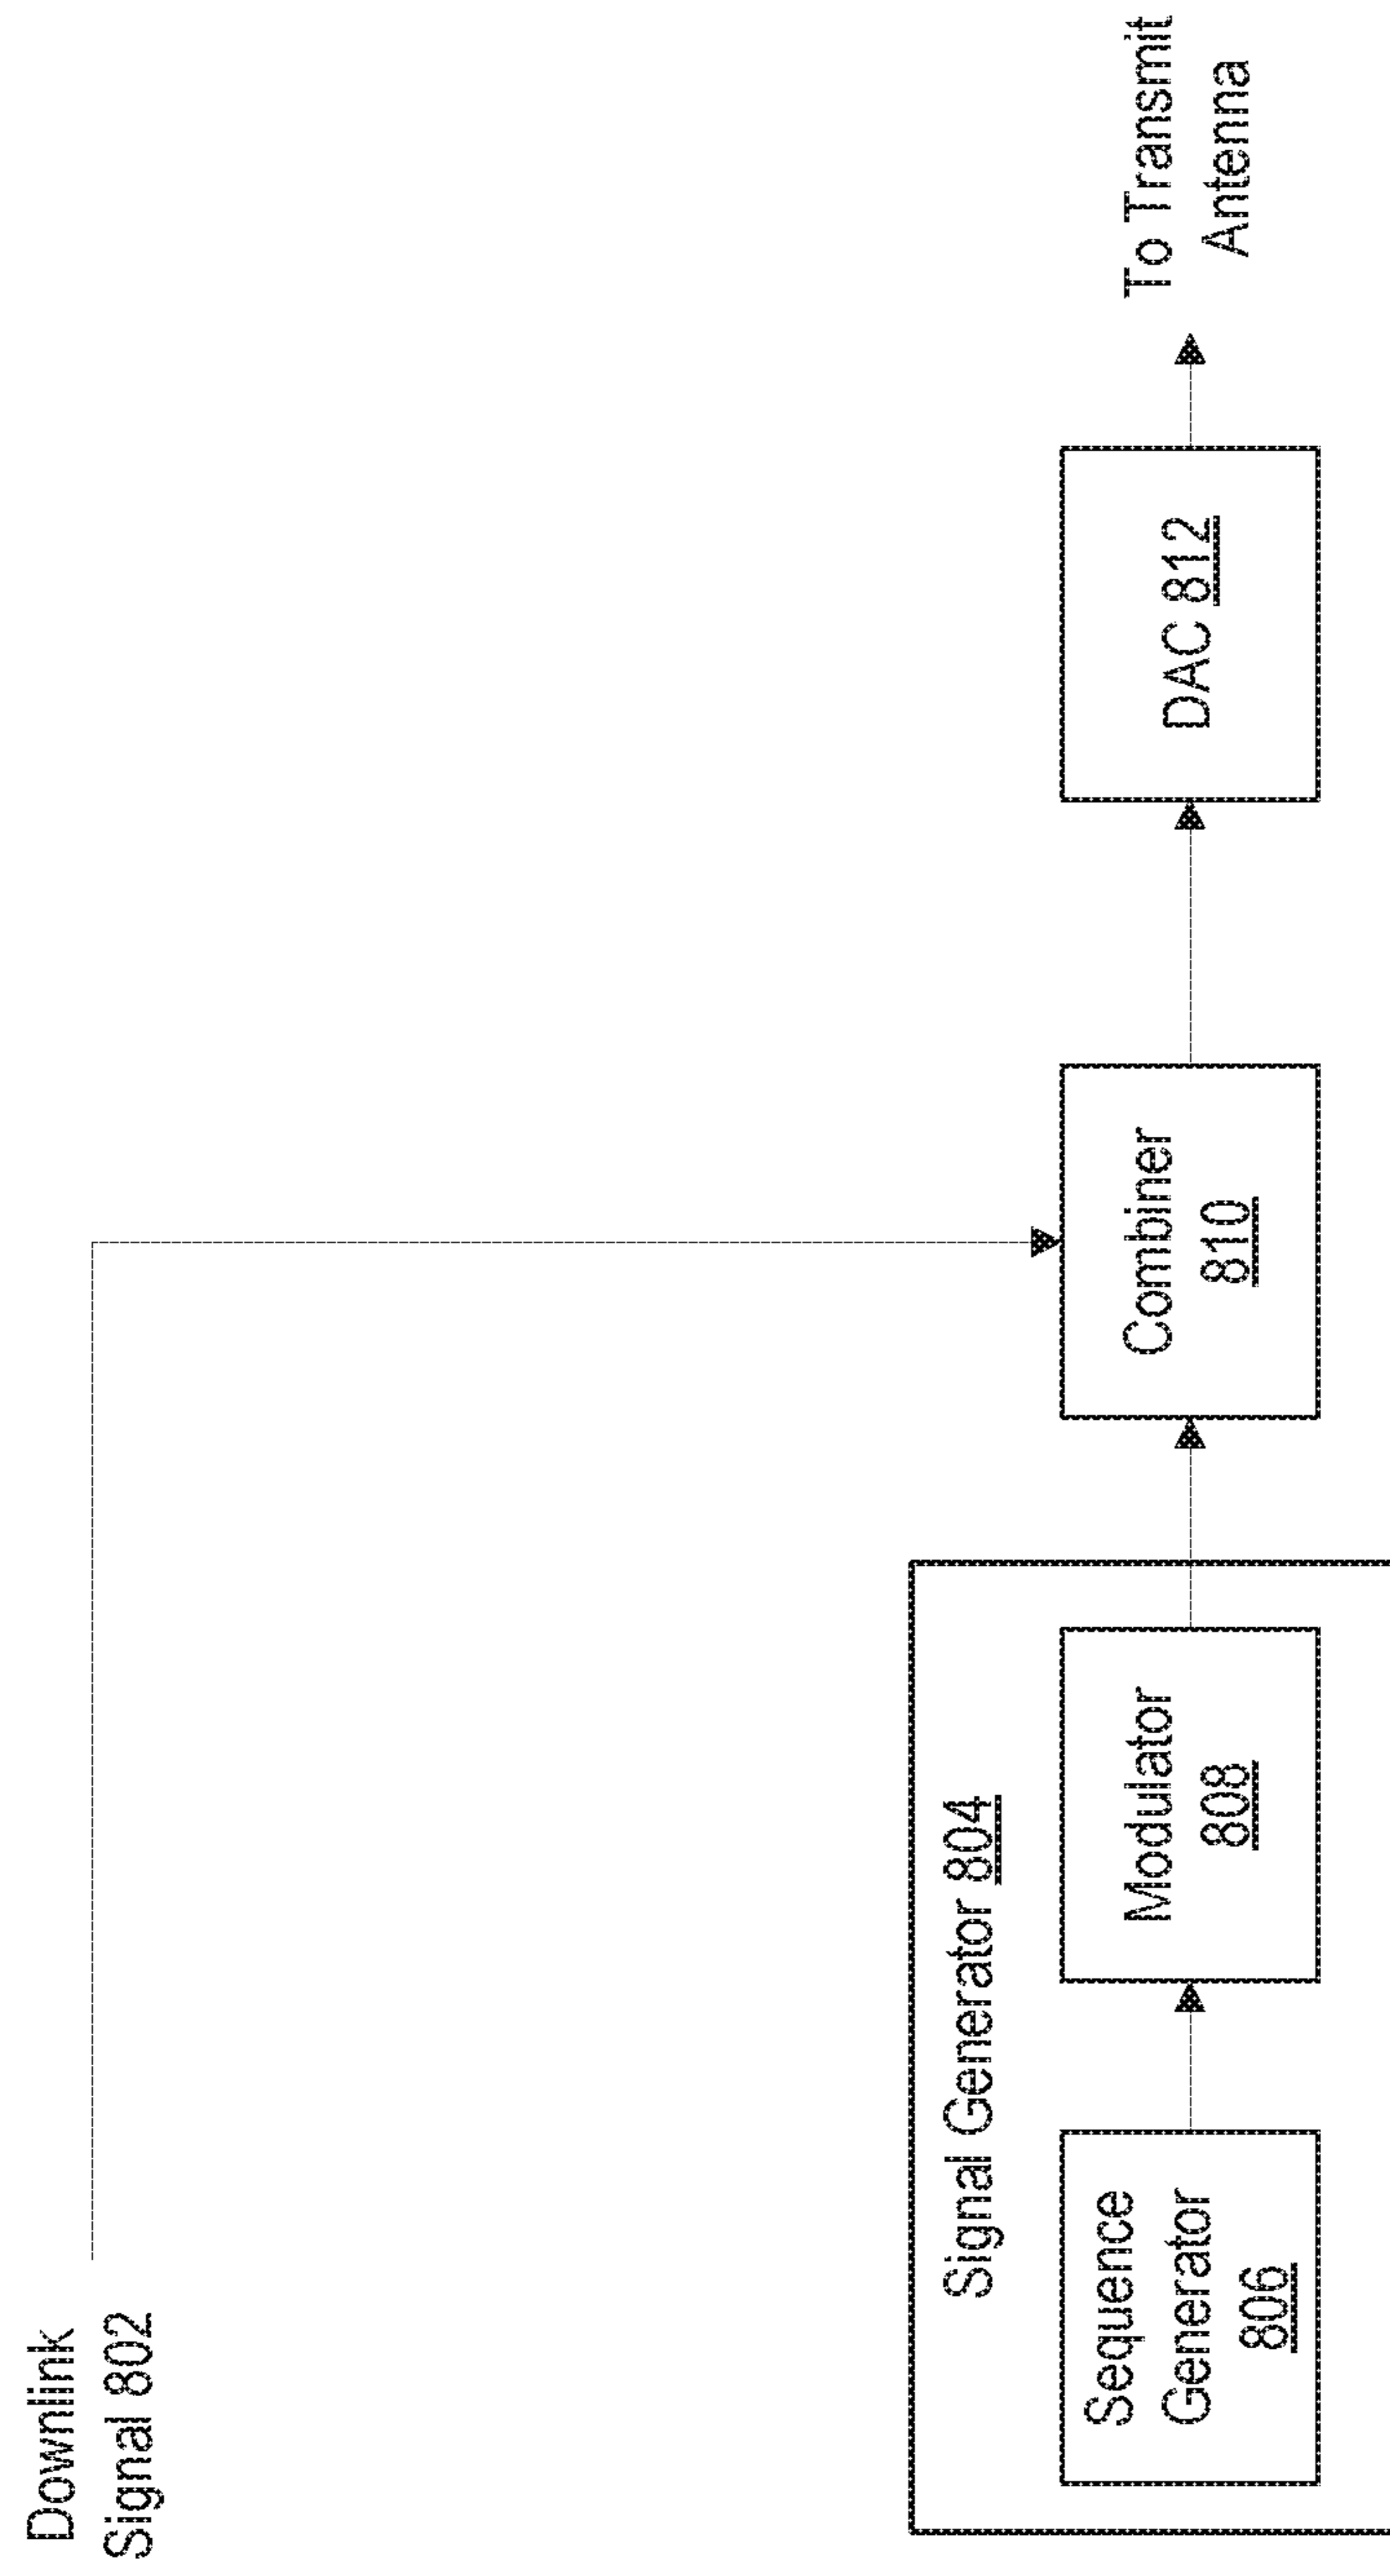 Downlink
Signal 802
Signal Generator 804
Sequence
Generator
806
Modulator
808
Combiner
810
DAC 812
To Transmit
Antenna